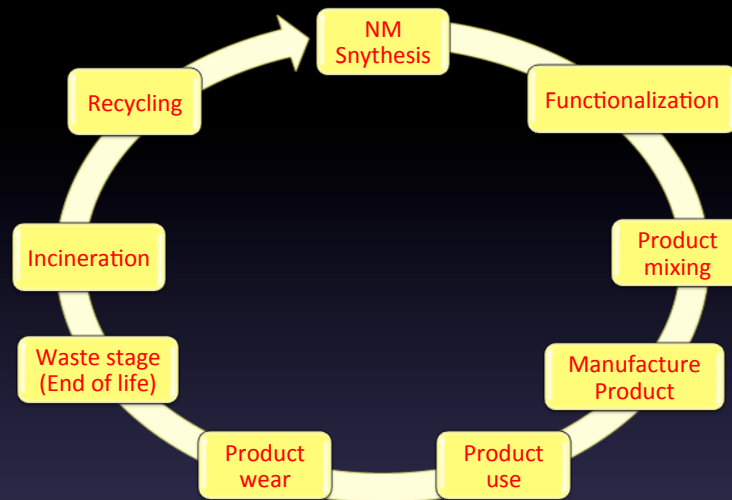 NM
Snythesis
Functionalization
Product
mixing
Manufacture
Product
Product
use
Product
wear
Waste stage
(End of life)
Incineration
Recycling